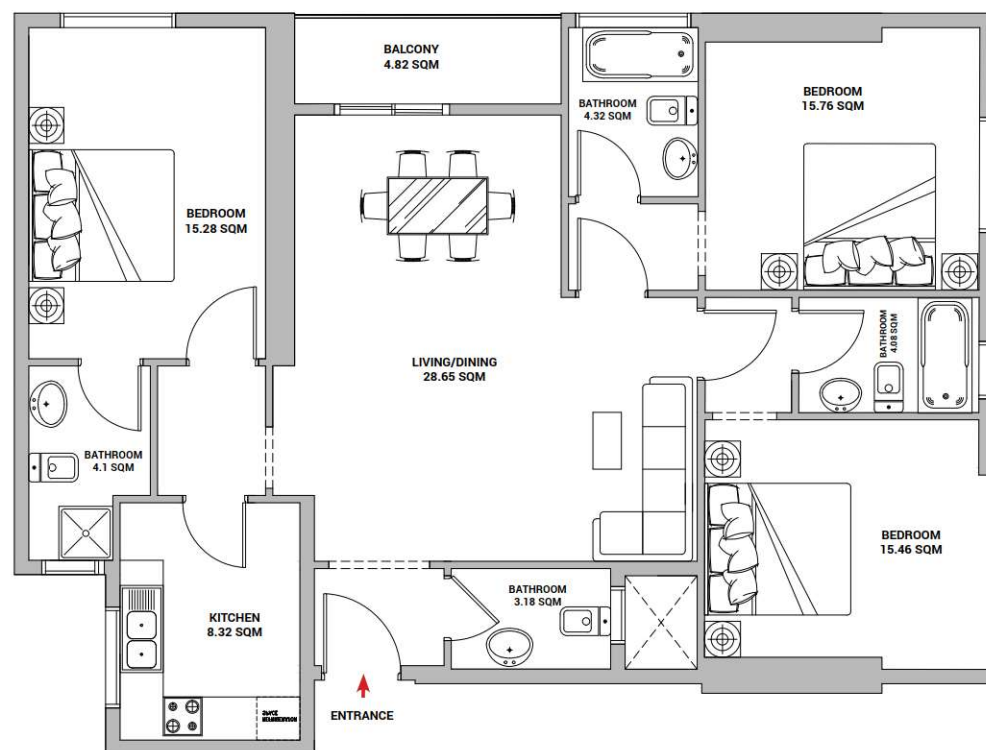 BALCONY
4.82 SQM
BATHROOM
4.32 SQM
BEDROOM
15.76 SQM
BEDROOM
15.28 SQM
LIVING/DINING
28.65 SQM
BATHROOM
4.08 SQM
BATHROOM
4.1 SQM
BEDROOM
15.46 SQM
BATHROOM
3.18 SQM
KITCHEN
8.32 SQM
ENTRANCE